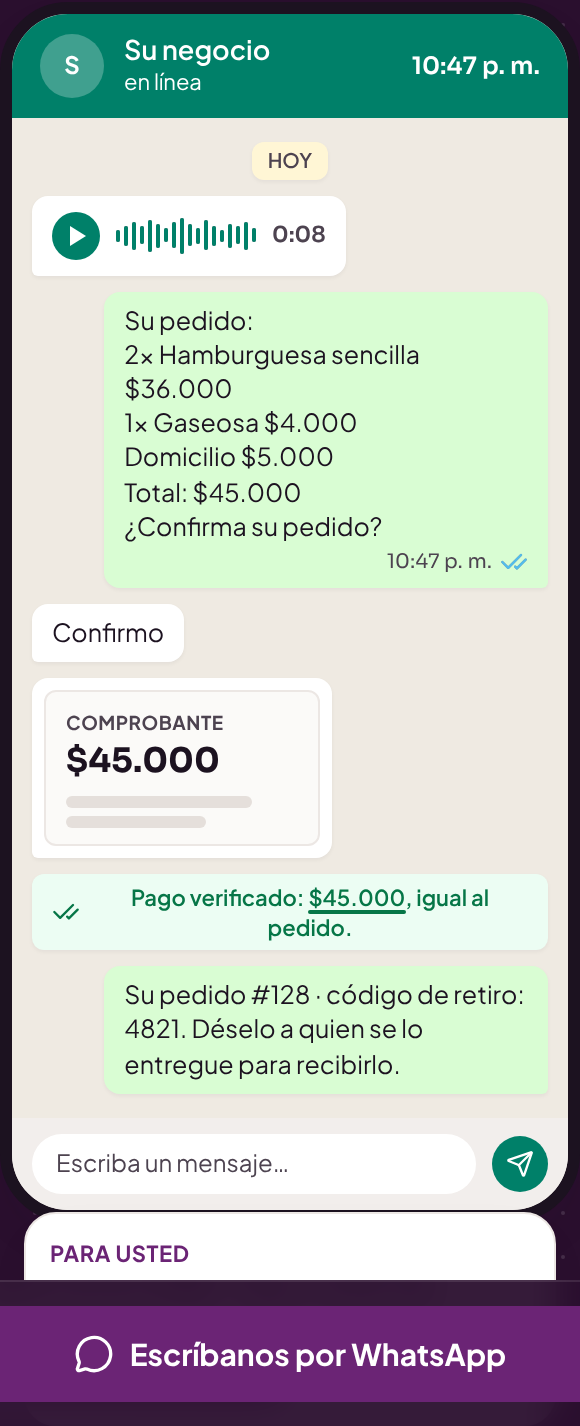 S
Su negocio
en línea
10:47 p. m.
HOY
0:08
Su pedido:
2× Hamburguesa sencilla
$36.000
1× Gaseosa $4.000
Domicilio $5.000
Total: $45.000
¿Confirma su pedido?
10:47 p. m.
Confirmo
COMPROBANTE
$45.000
Pago verificado: $45.000, igual al
pedido.
Su pedido #128 · código de retiro:
4821. Déselo a quien se lo
entregue para recibirlo.
Escriba un mensaje...
PARA USTED
Escríbanos por WhatsApp